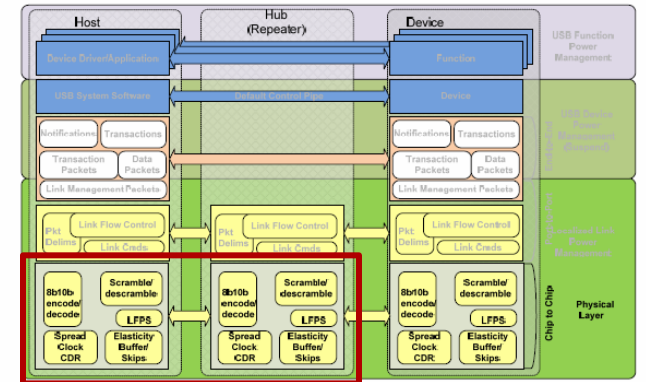 Host
Hub
(Repeater)
Device
Device Driver/Application
Function
USB Function
Power
Management
USB System Software
Default Control Pipe
Device
USB Device
Power
Management
(Suspend)
Notifications
Transactions
Transaction
Packets
Data
Packets
Link Management Packets
Notifications
Transactions
Transaction
Packets
Data
Packets
Link Management Packets
Pkt
Delims
Link Flow Control
Link Cmds
Pkt
Delims
Link Flow Control
Link Cmds
Pkt
Delims
Link Flow Control
Link Cmds
Power
Management
8b10b
encode/
decode
Scramble/
descramble
LFPS
Spread
Clock
CDR
Elasticity
Buffer/
Skips
8b10b
encode/
decode
Scramble/
descramble
LFPS
Spread
Clock
CDR
Elasticity
Buffer/
Skips
8b10b
encode/
decode
Scramble/
descramble
LFPS
Spread
Clock
CDR
Elasticity
Buffer/
Skips
Chip to Chip
Physical
Layer